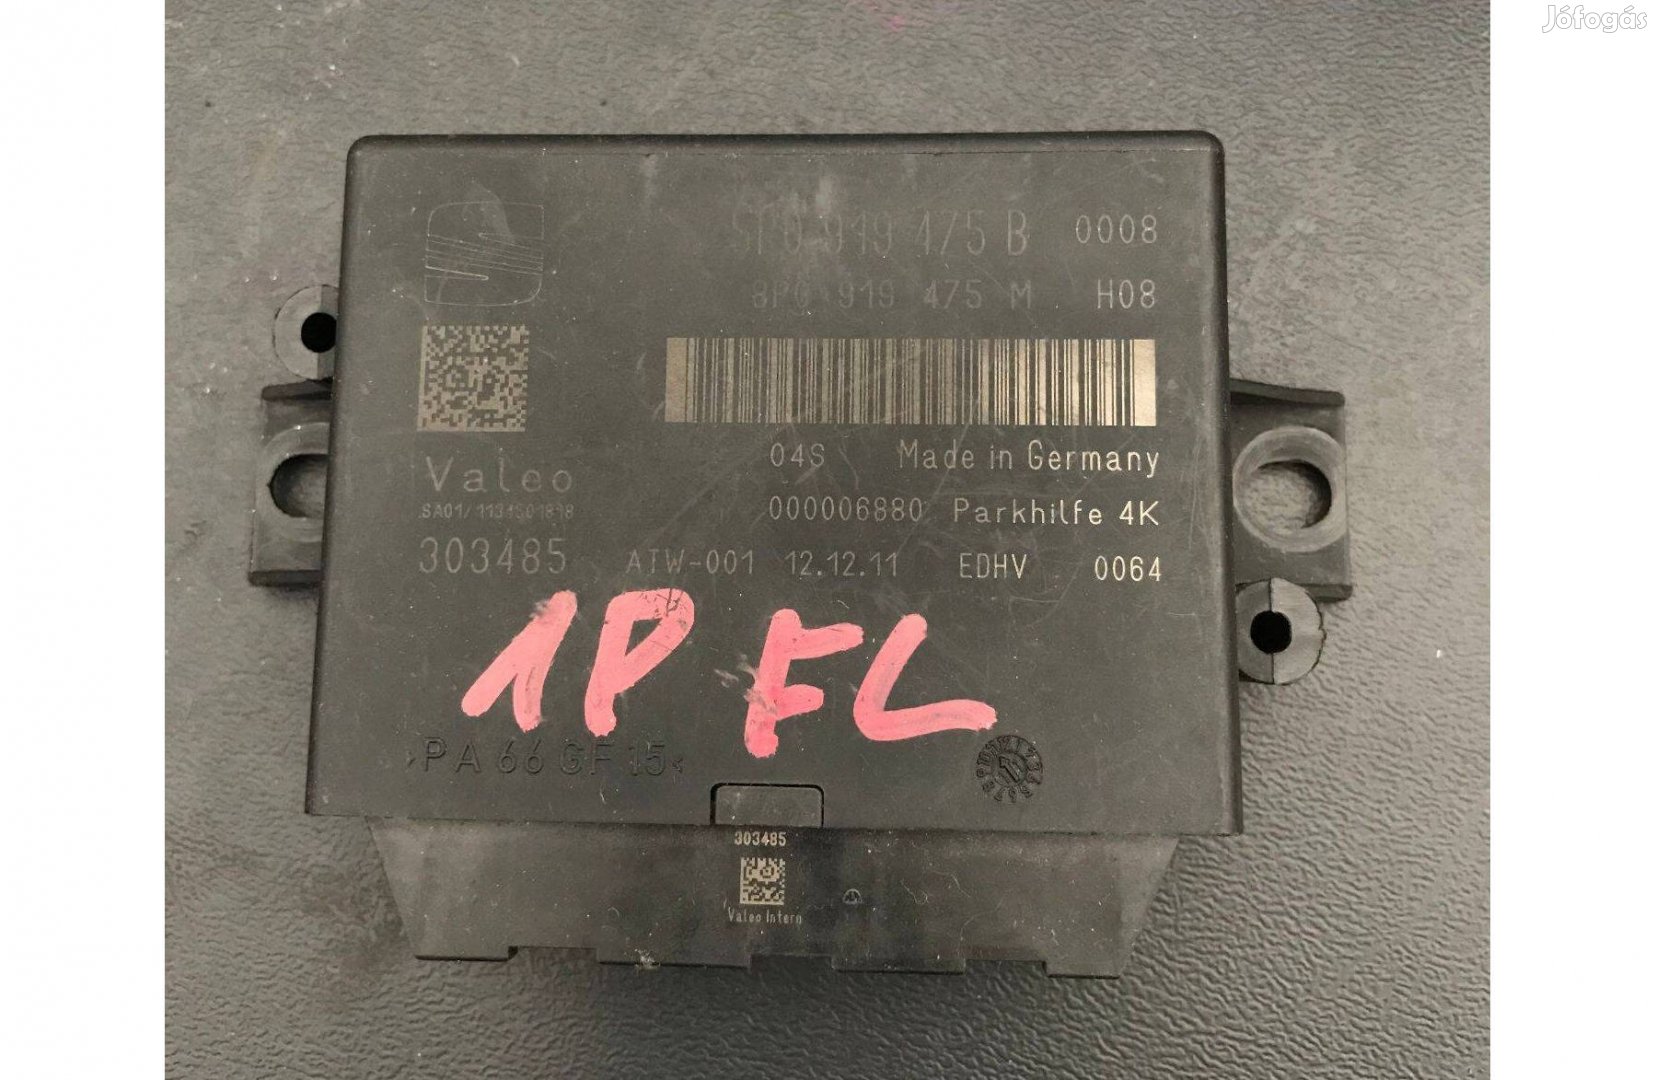 Jófogás
5P0 919 475 B 0008
8P0 919 475 M H08
04S Made in Germany
Valeo
000006880 Parkhilfe 4K
303485 ATW-001 12.12.11 EDHV 0064
1P FL
>PA 66 GF 15<
303485
Valeo Intern